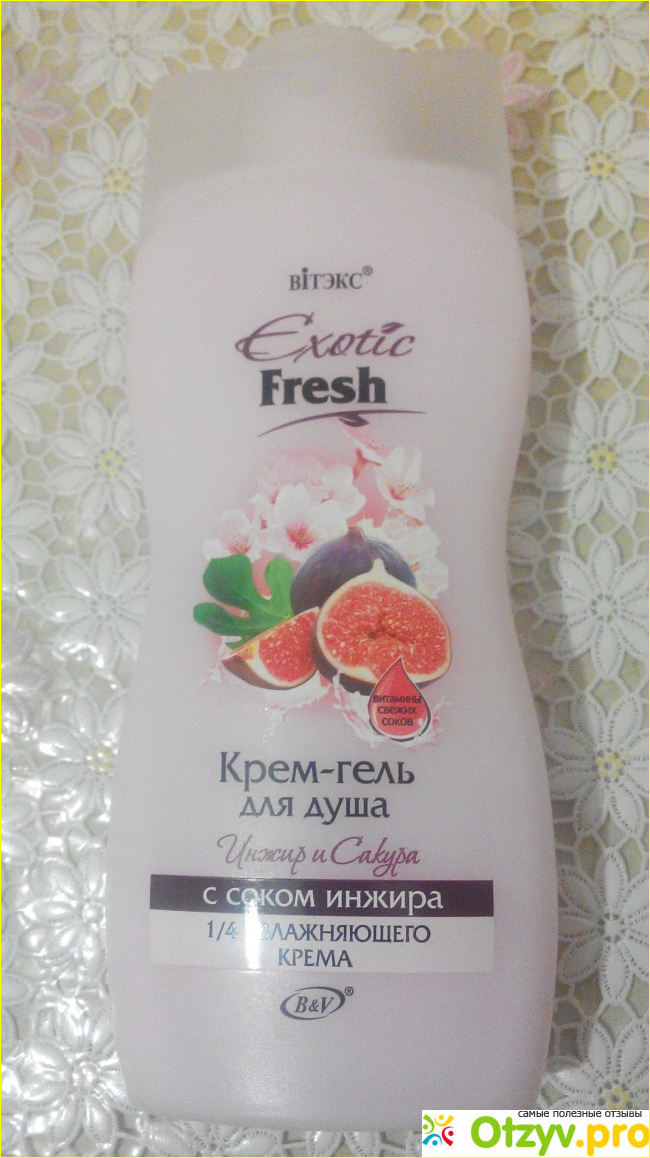 вiтэкс®
Exotic
Fresh
витамины
свежих
соков
Крем-гель
для душа
Инжир и Сакура
с соком инжира
1/4 УВЛАЖНЯЮЩЕГО
КРЕМА
B&V®
самые полезные отзывы
Otzyv.pro